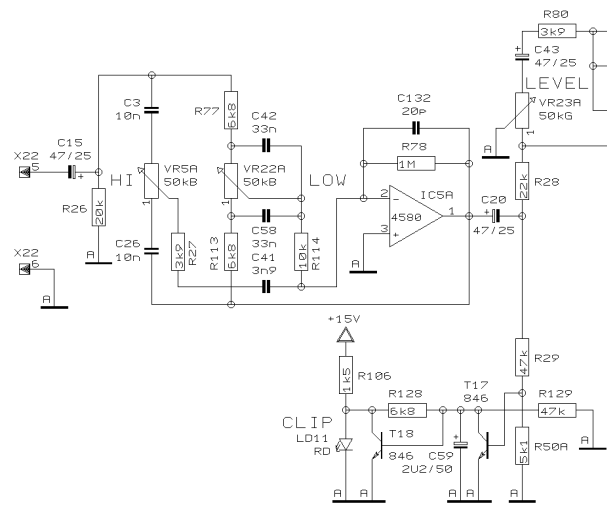 R80
3k9
C43
47/25
LEVEL
VR23A
50kG
1
A
C132
20p
R78
1M
C3
10n
R77
6k8
C42
33n
X22
5
C15
47/25
HI
VR5A
50kB
1
VR22A
50kB
1
LOW
R26
20k
A
2
IC5A
4580
1
3
A
C20
47/25
R28
22k
C58
33n
C41
3n9
C26
10n
3k9
R27
R113
6k8
10k
R114
X22
6
A
+15V
1k5
R106
47k
R29
R128
6k8
T17
846
R129
47k
CLIP
LD11
RD
T18
846
C59
2U2/50
5k1
R50A
A
A
A
A
A
A